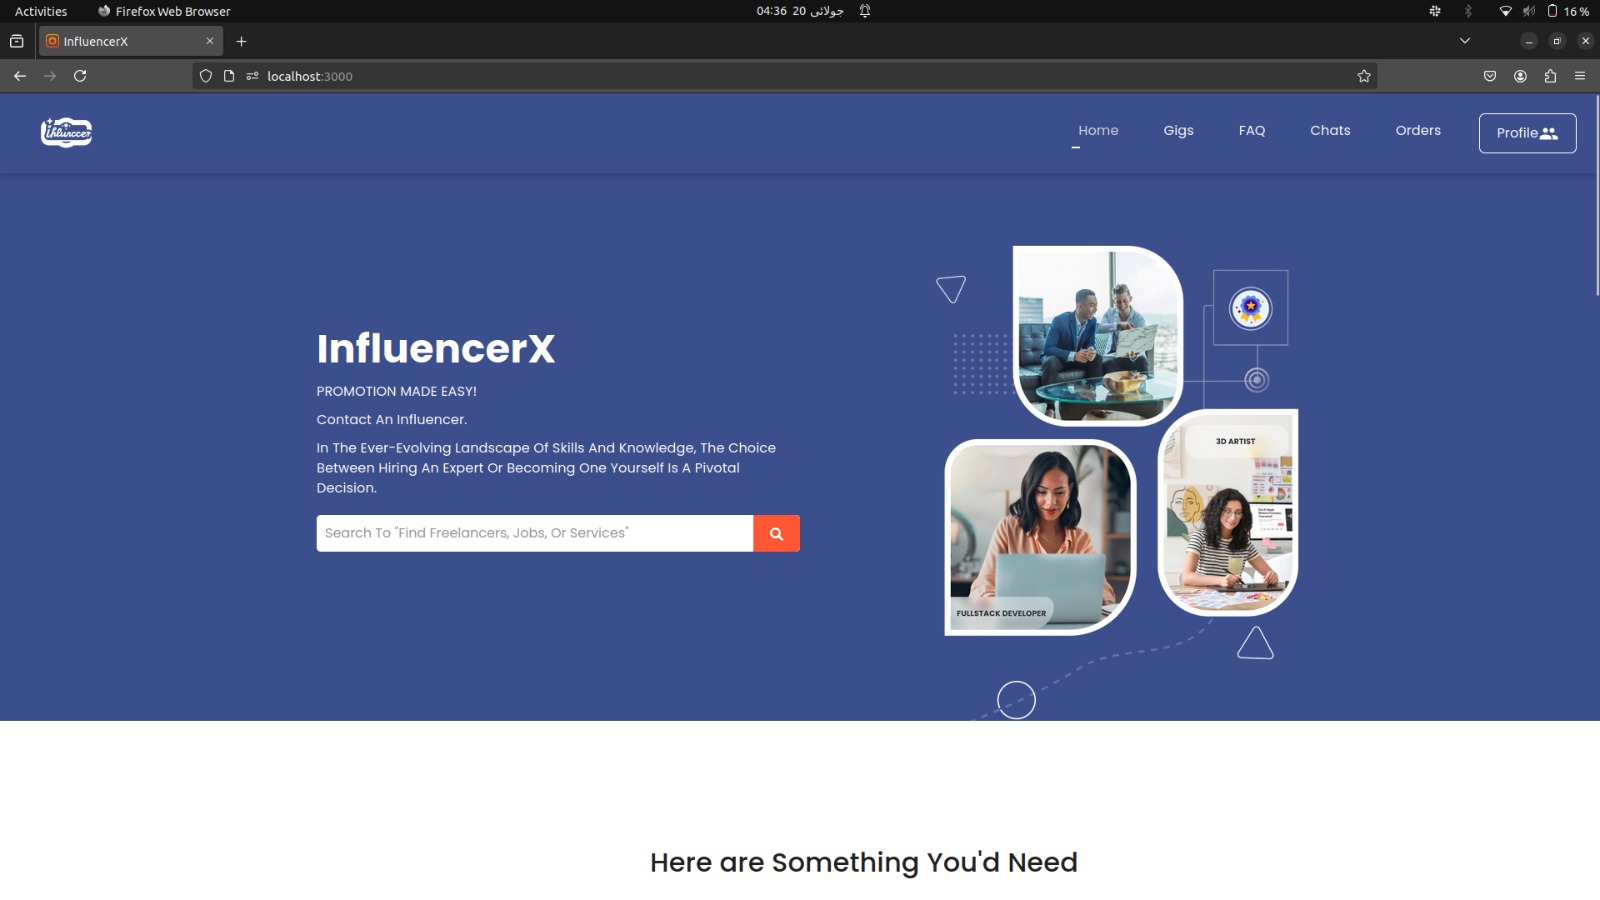 Activities
Firefox Web Browser
04:36 20 جولائی
16 %
InfluencerX
localhost:3000
Home
Gigs
FAQ
Chats
Orders
Profile
InfluencerX
PROMOTION MADE EASY!
Contact An Influencer.
In The Ever-Evolving Landscape Of Skills And Knowledge, The Choice
Between Hiring An Expert Or Becoming One Yourself Is A Pivotal
Decision.
Search To "Find Freelancers, Jobs, Or Services"
3D ARTIST
FULLSTACK DEVELOPER
Here are Something You'd Need